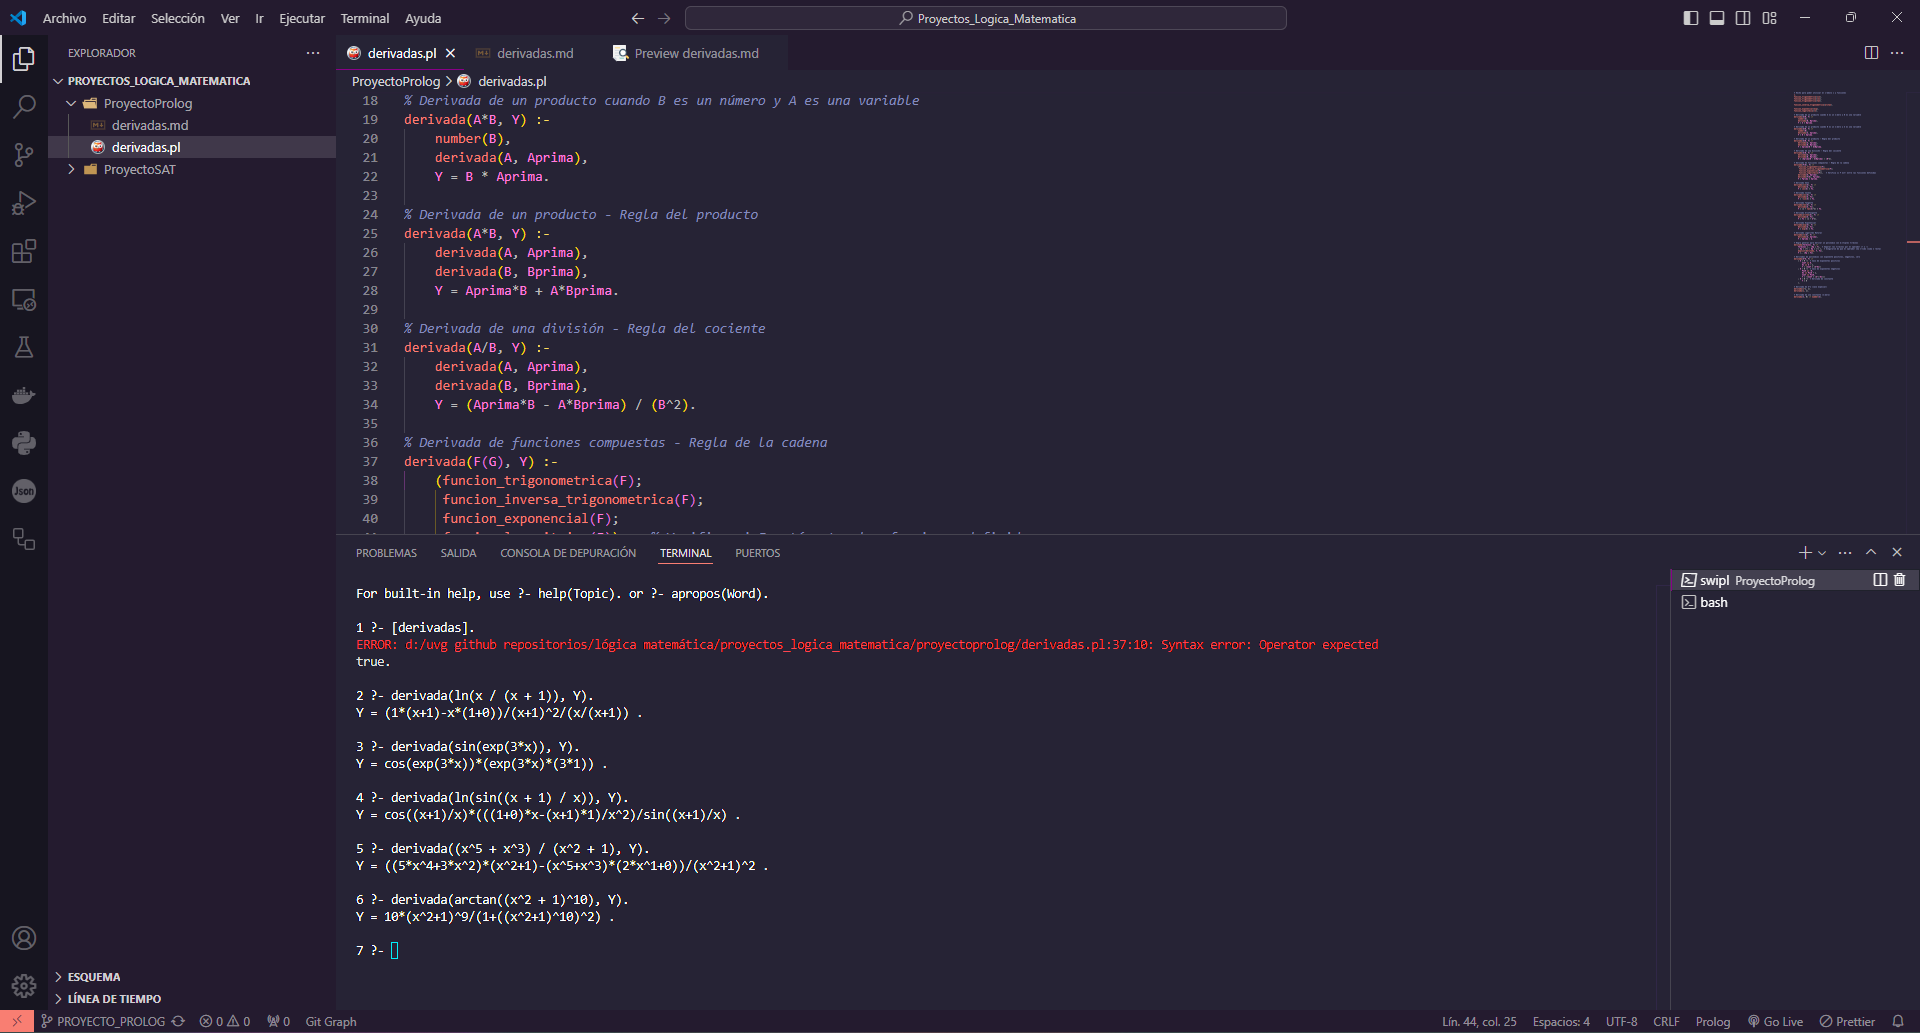 Archivo Editar Selección Ver Ir Ejecutar Terminal Ayuda
Proyectos_Logica_Matematica
EXPLORADOR
PROYECTOS_LOGICA_MATEMATICA
ProyectoProlog
derivadas.md
derivadas.pl
ProyectoSAT
ESQUEMA
LÍNEA DE TIEMPO
derivadas.pl
derivadas.md
Preview derivadas.md
ProyectoProlog > derivadas.pl
18 % Derivada de un producto cuando B es un número y A es una variable
19 derivada(A*B, Y) :-
20 number(B),
21 derivada(A, Aprima),
22 Y = B * Aprima.
23
24 % Derivada de un producto - Regla del producto
25 derivada(A*B, Y) :-
26 derivada(A, Aprima),
27 derivada(B, Bprima),
28 Y = Aprima*B + A*Bprima.
29
30 % Derivada de una división - Regla del cociente
31 derivada(A/B, Y) :-
32 derivada(A, Aprima),
33 derivada(B, Bprima),
34 Y = (Aprima*B - A*Bprima) / (B^2).
35
36 % Derivada de funciones compuestas - Regla de la cadena
37 derivada(F(G), Y) :-
38 (funcion_trigonometrica(F);
39 funcion_inversa_trigonometrica(F);
40 funcion_exponencial(F);
PROBLEMAS SALIDA CONSOLA DE DEPURACIÓN TERMINAL PUERTOS
For built-in help, use ?- help(Topic). or ?- apropos(Word).
1 ?- [derivadas].
ERROR: d:/uvg github repositorios/lógica matemática/proyectos_logica_matematica/proyectoprolog/derivadas.pl:37:10: Syntax error: Operator expected
true.
2 ?- derivada(ln(x / (x + 1)), Y).
Y = (1*(x+1)-x*(1+0))/(x+1)^2/(x/(x+1)) .
3 ?- derivada(sin(exp(3*x)), Y).
Y = cos(exp(3*x))*(exp(3*x)*(3*1)) .
4 ?- derivada(ln(sin((x + 1) / x)), Y).
Y = cos((x+1)/x)*(((1+0)*x-(x+1)*1)/x^2)/sin((x+1)/x) .
5 ?- derivada((x^5 + x^3) / (x^2 + 1), Y).
Y = ((5*x^4+3*x^2)*(x^2+1)-(x^5+x^3)*(2*x^1+0))/(x^2+1)^2 .
6 ?- derivada(arctan((x^2 + 1)^10), Y).
Y = 10*(x^2+1)^9/(1+((x^2+1)^10)^2) .
7 ?-
swipl ProyectoProlog
bash
Json
PROYECTO_PROLOG 0 0 0 Git Graph
Lín. 44, col. 25 Espacios: 4 UTF-8 CRLF Prolog Go Live Prettier